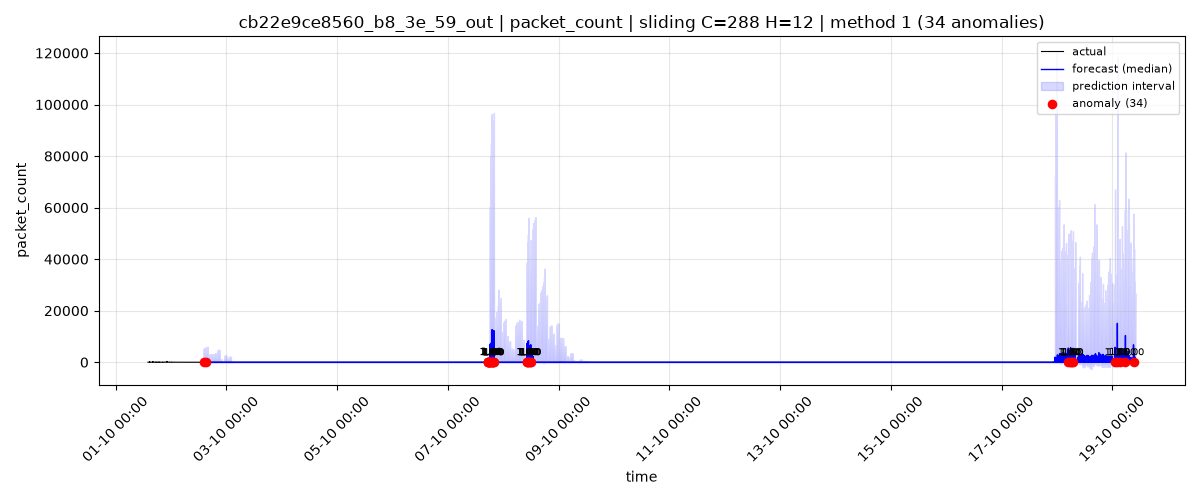 cb22e9ce8560_b8_3e_59_out | packet_count | sliding C=288 H=12 | method 1 (34 anomalies)
actual
forecast (median)
prediction interval
anomaly (34)
packet_count
120000
100000
80000
60000
40000
20000
0
01-10 00:00
03-10 00:00
05-10 00:00
07-10 00:00
09-10 00:00
11-10 00:00
13-10 00:00
15-10 00:00
17-10 00:00
19-10 00:00
time